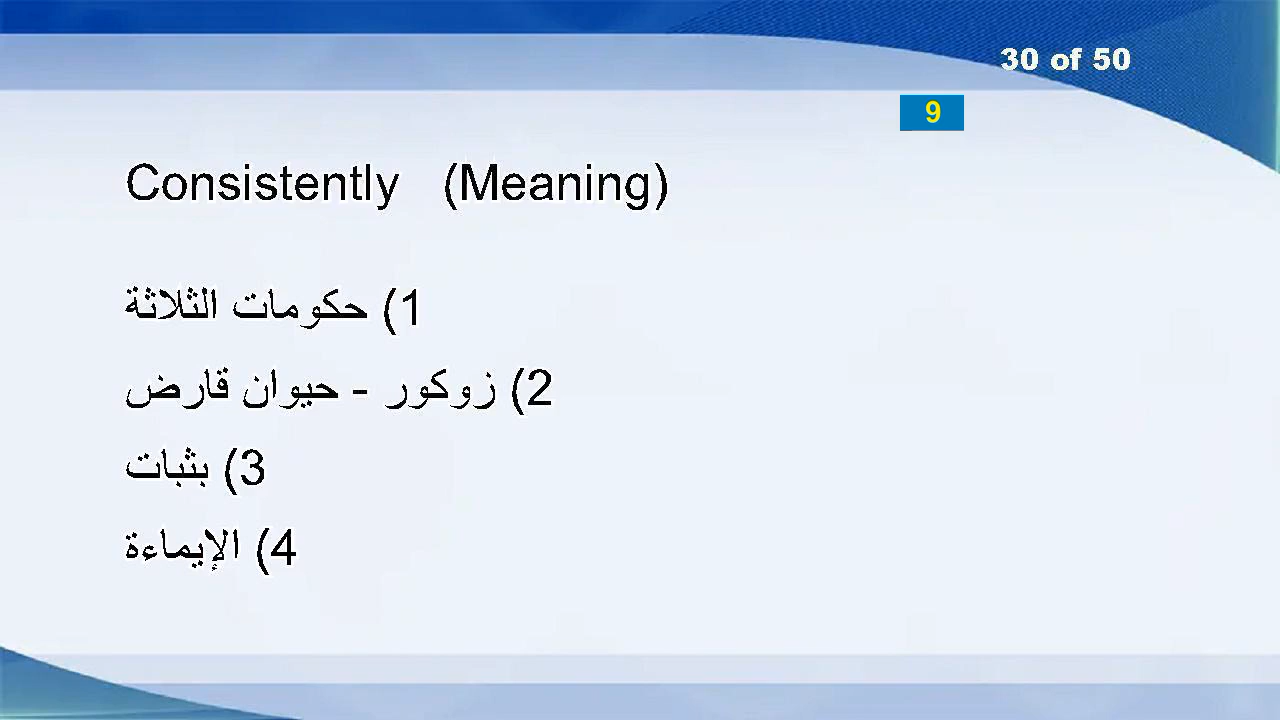 30 of 50
9
Consistently (Meaning)
1) حكومات الثلاثة
2) زوكور - حيوان قارض
3) بثبات
4) الإيماءة